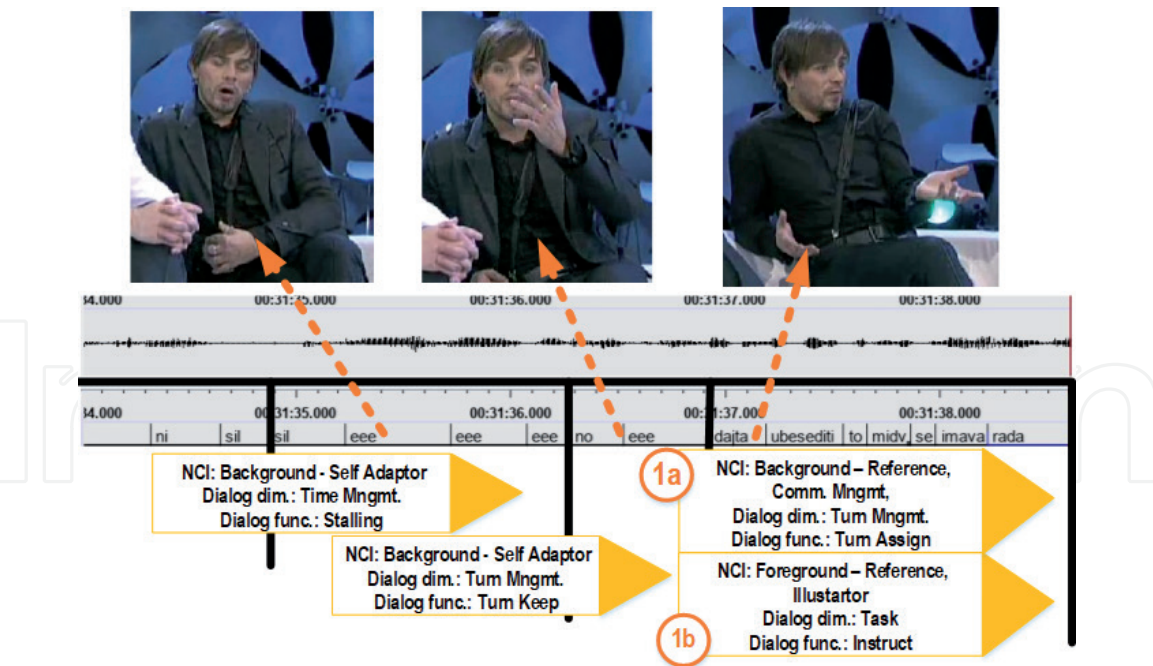 34.000 00:31:35.000 00:31:36.000 00:31:37.000 00:31:38.000
34.000 00:31:35.000 00:31:36.000 00:31:37.000 00:31:38.000
ni sil sil eee eee eee no eee dajta ubesediti to midv se imava rada
NCI: Background - Self Adaptor
Dialog dim.: Time Mngmt.
Dialog func.: Stalling
NCI: Background - Self Adaptor
Dialog dim.: Turn Mngmt.
Dialog func.: Turn Keep
1a
NCI: Background – Reference,
Comm. Mngmt,
Dialog dim.: Turn Mngmt.
Dialog func.: Turn Assign
NCI: Foreground – Reference,
Illustartor
Dialog dim.: Task
Dialog func.: Instruct
1b